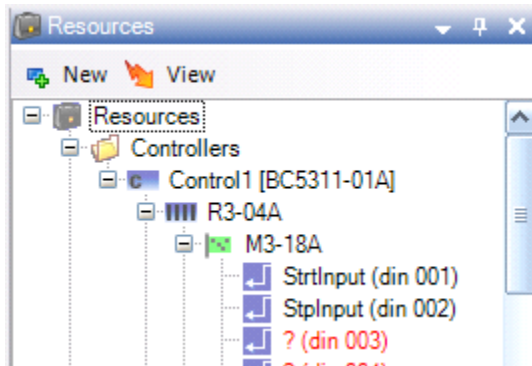 Resources
New View
Resources
Controllers
C Control1 [BC5311-01A]
R3-04A
M3-18A
StrtInput (din 001)
StpInput (din 002)
? (din 003)